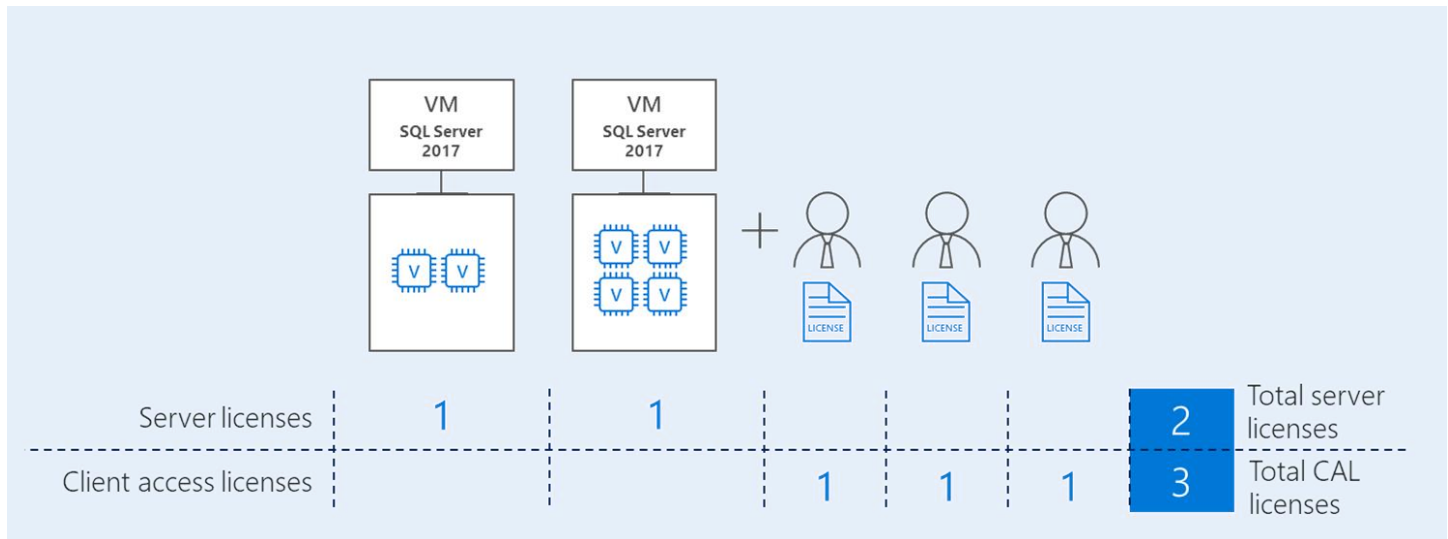 VM
SQL Server
2017
VM
SQL Server
2017
V V
V V
V V
LICENSE LICENSE LICENSE
Server licenses 1 1 2 Total server
licenses
Client access licenses 1 1 1 3 Total CAL
licenses